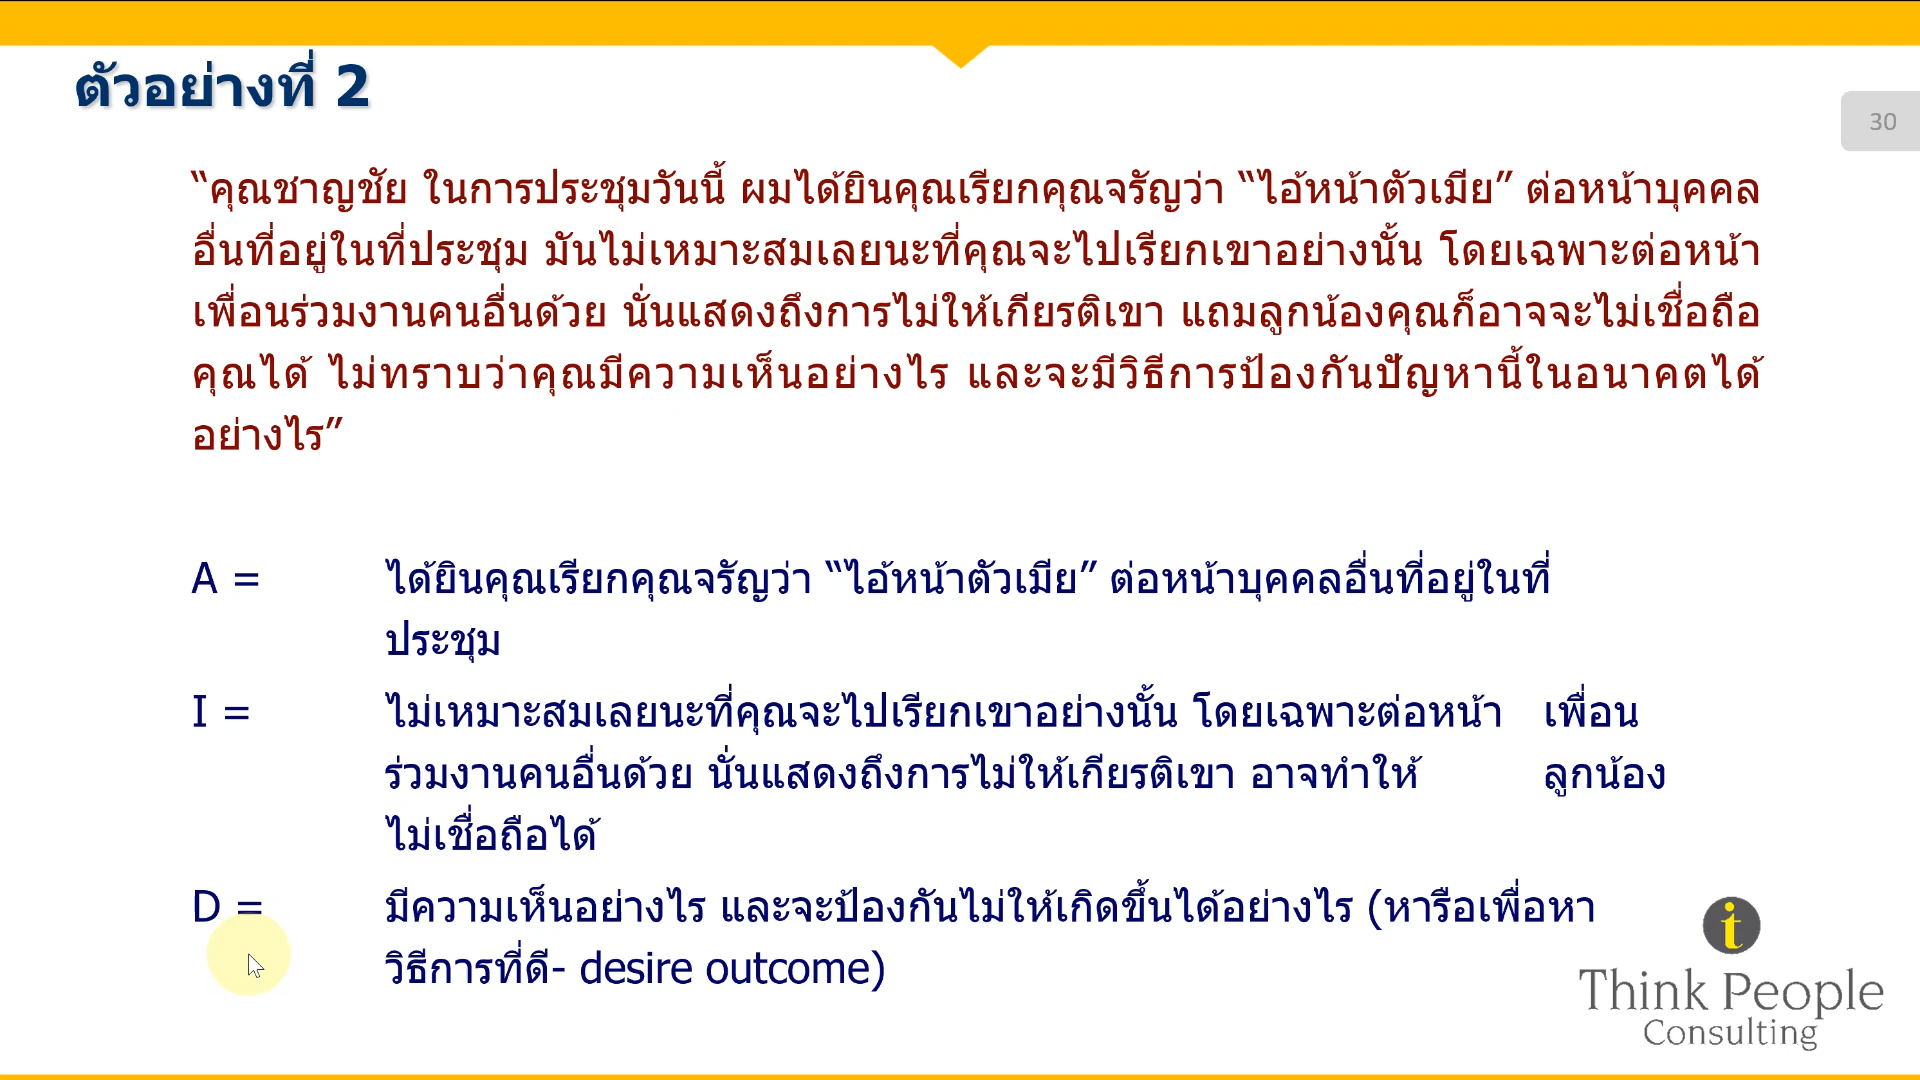 ตัวอย่างที่ 2
30
“คุณชาญชัย ในการประชุมวันนี้ ผมได้ยินคุณเรียกคุณจรัญว่า “ไอ้หน้าตัวเมีย” ต่อหน้าบุคคล
อื่นที่อยู่ในที่ประชุม มันไม่เหมาะสมเลยนะที่คุณจะไปเรียกเขาอย่างนั้น โดยเฉพาะต่อหน้า
เพื่อนร่วมงานคนอื่นด้วย นั่นแสดงถึงการไม่ให้เกียรติเขา แถมลูกน้องคุณก็อาจจะไม่เชื่อถือ
คุณได้ ไม่ทราบว่าคุณมีความเห็นอย่างไร และจะมีวิธีการป้องกันปัญหานี้ในอนาคตได้
อย่างไร”
A = ได้ยินคุณเรียกคุณจรัญว่า “ไอ้หน้าตัวเมีย” ต่อหน้าบุคคลอื่นที่อยู่ในที่
ประชุม
I = ไม่เหมาะสมเลยนะที่คุณจะไปเรียกเขาอย่างนั้น โดยเฉพาะต่อหน้า เพื่อน
ร่วมงานคนอื่นด้วย นั่นแสดงถึงการไม่ให้เกียรติเขา อาจทำให้ ลูกน้อง
ไม่เชื่อถือได้
D = มีความเห็นอย่างไร และจะป้องกันไม่ให้เกิดขึ้นได้อย่างไร (หารือเพื่อหา
วิธีการที่ดี- desire outcome)
i
Think People
Consulting